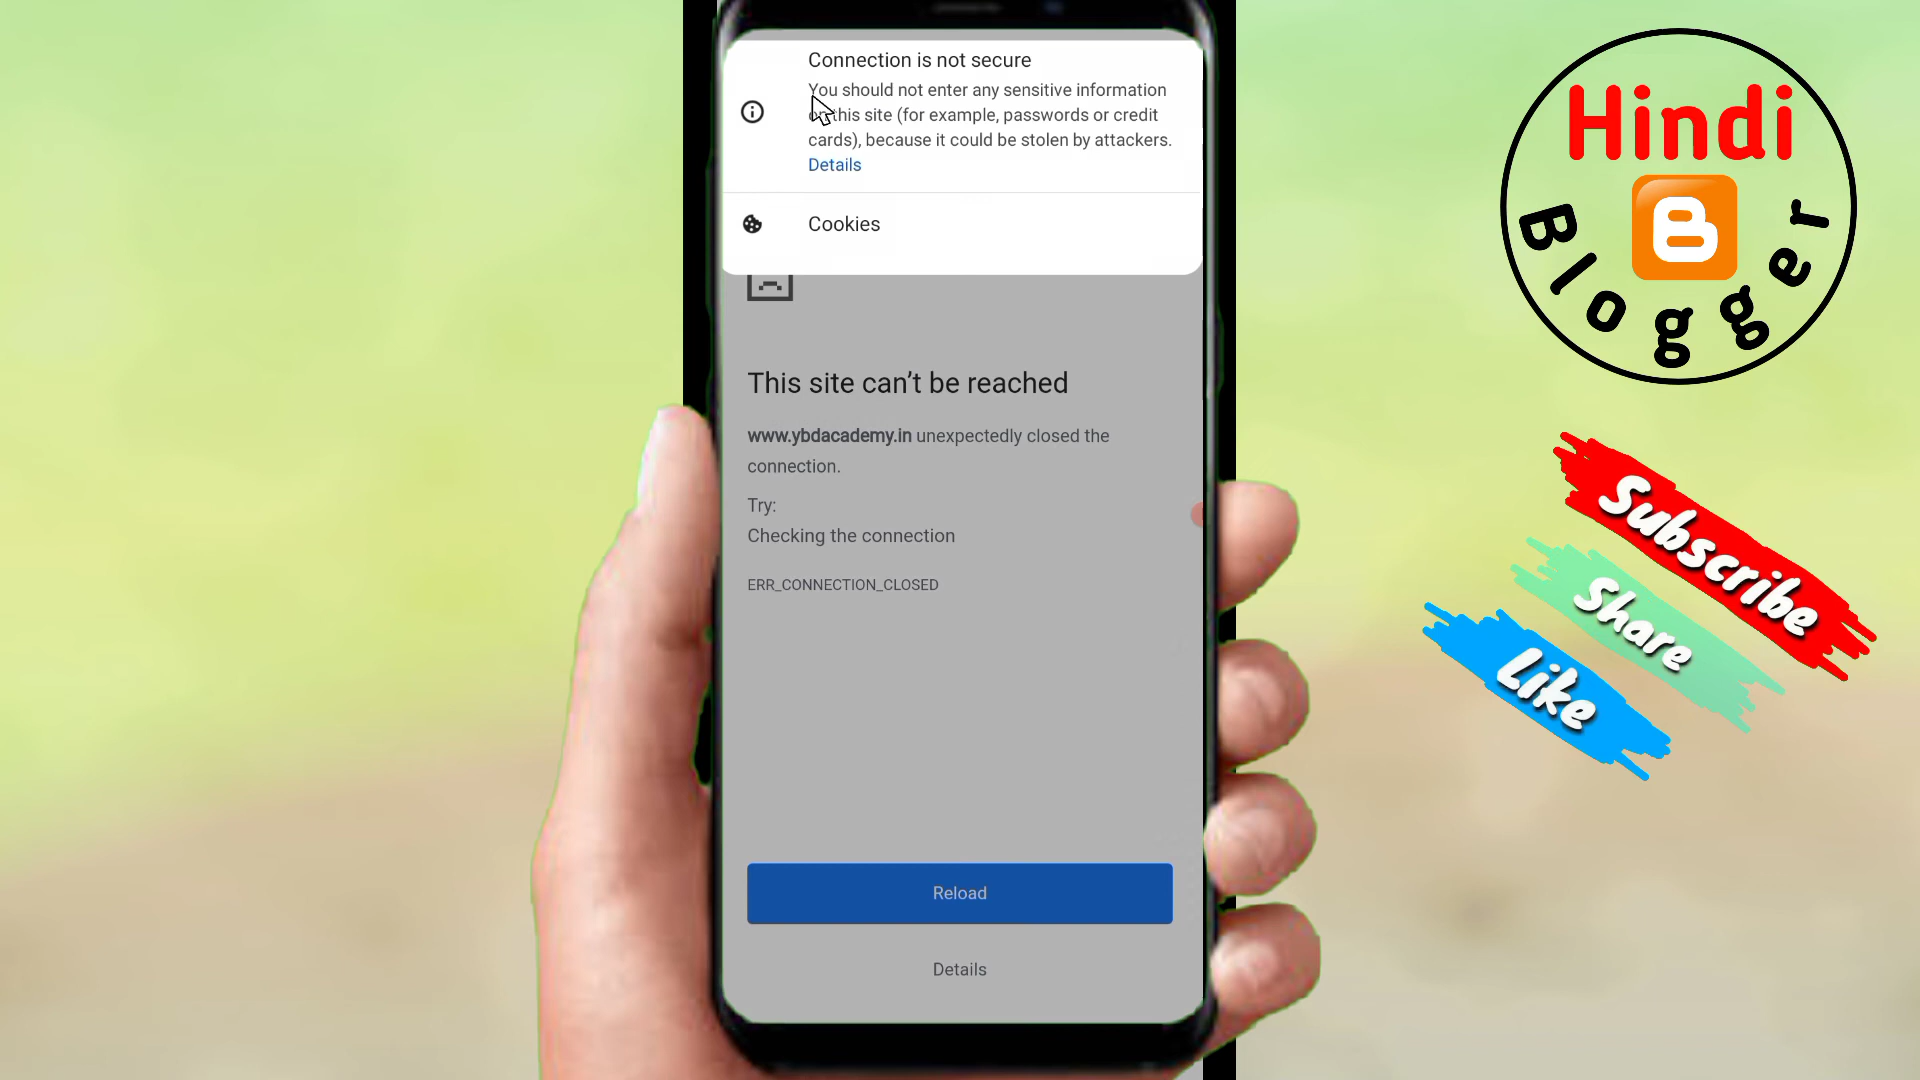 Connection is not secure
You should not enter any sensitive information
on this site (for example, passwords or credit
cards), because it could be stolen by attackers.
Details
Cookies
This site can’t be reached
www.ybdacademy.in unexpectedly closed the
connection.
Try:
Checking the connection
ERR_CONNECTION_CLOSED
Reload
Details
Hindi
Blogger
Subscribe
Share
Like